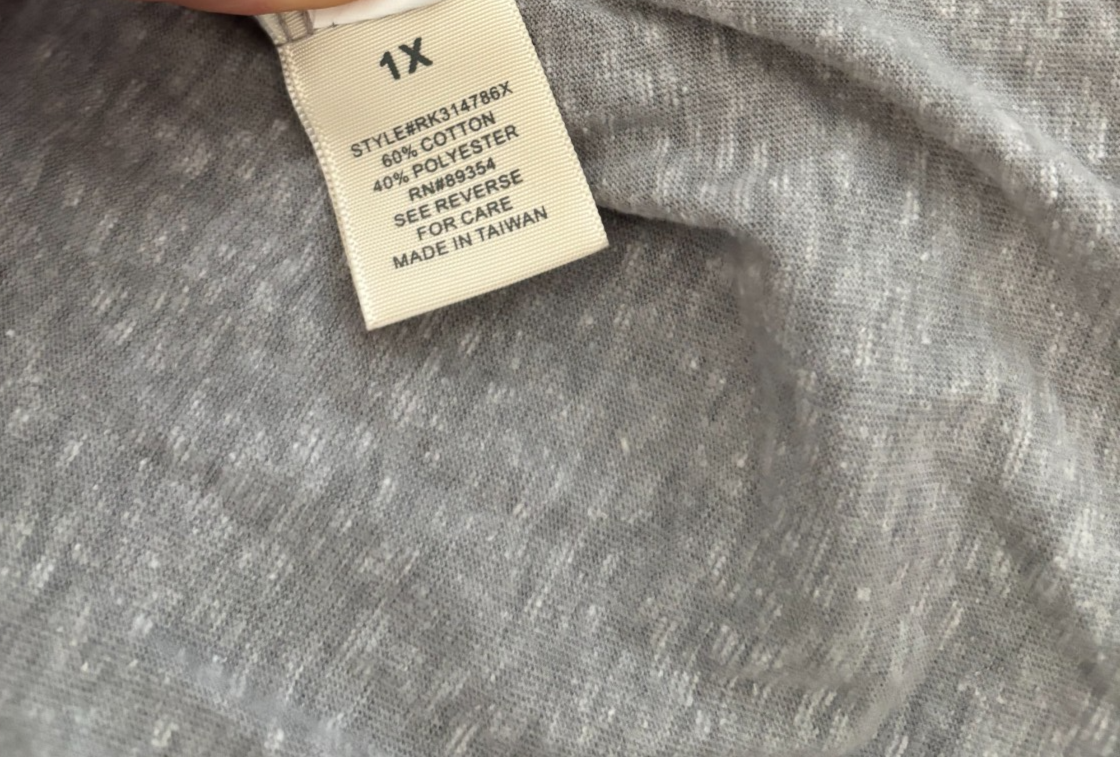 1X
STYLE#RK314786X
60% COTTON
40% POLYESTER
RN#89354
SEE REVERSE
FOR CARE
MADE IN TAIWAN